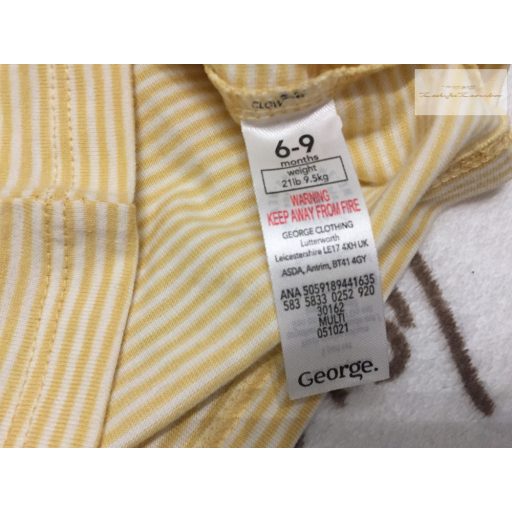 6-9
months
weight
21lb 9.5kg
WARNING
KEEP AWAY FROM FIRE
GEORGE CLOTHING
Lutterworth
Leicestershire LE17 4XH UK
ASDA, Antrim, BT41 4GY
ANA 5059189441635
583 5833 0252 920
30162
MULTI
051021
George.